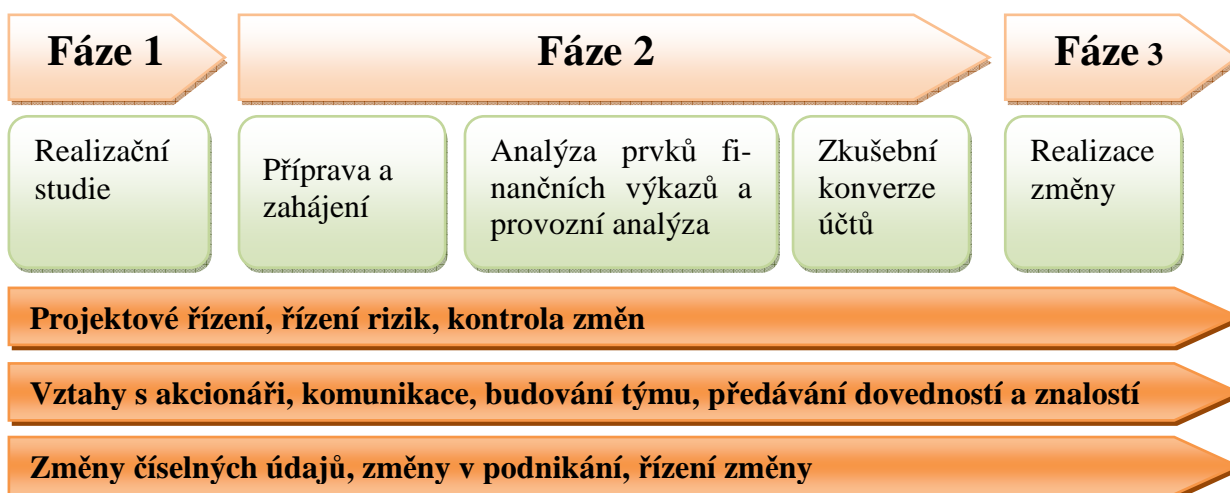 Fáze 1
Fáze 2
Fáze 3
Realizační
studie
Příprava a
zahájení
Analýza prvků fi-
nančních výkazů a
provozní analýza
Zkušební
konverze
účtů
Realizace
změny
Projektové řízení, řízení rizik, kontrola změn
Vztahy s akcionáři, komunikace, budování týmu, předávání dovedností a znalostí
Změny číselných údajů, změny v podnikání, řízení změny